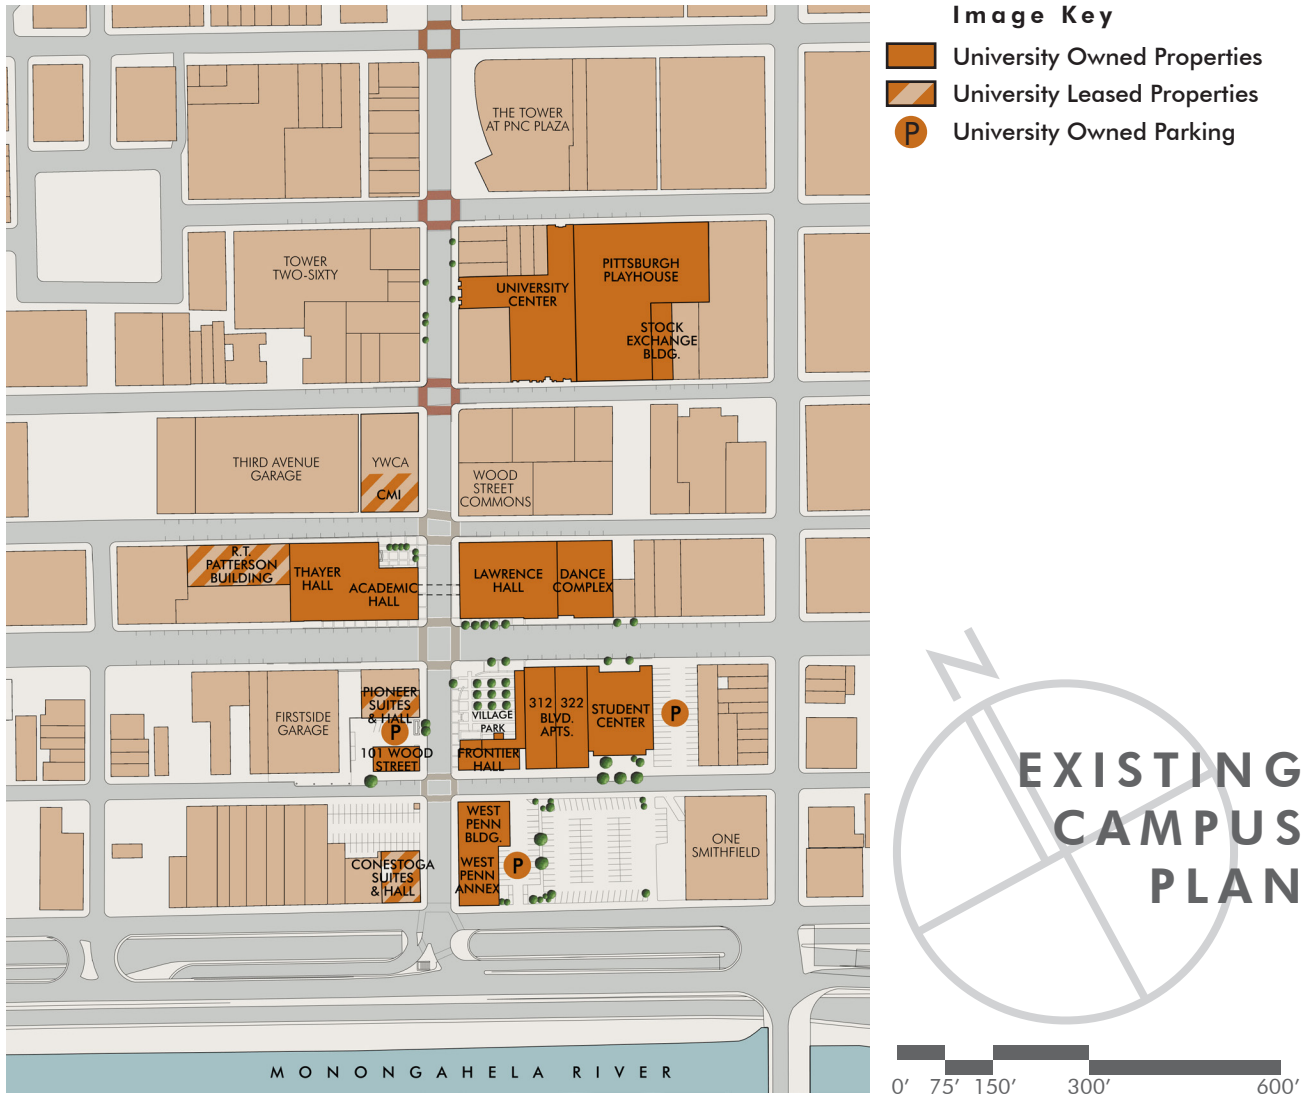 Image Key
University Owned Properties
University Leased Properties
P University Owned Parking
THE TOWER
AT PNC PLAZA
TOWER
TWO-SIXTY
PITTSBURGH
PLAYHOUSE
UNIVERSITY
CENTER
STOCK
EXCHANGE
BLDG.
THIRD AVENUE
GARAGE
YWCA
CMI
WOOD
STREET
COMMONS
R.T.
PATTERSON
BUILDING
THAYER
HALL
ACADEMIC
HALL
LAWRENCE
HALL
DANCE
COMPLEX
FIRSTSIDE
GARAGE
PIONEER
SUITES
& HALL
P
101 WOOD
STREET
VILLAGE
PARK
FRONTIER
HALL
312 322
BLVD.
APTS.
STUDENT
CENTER
P
CONESTOGA
SUITES
& HALL
WEST
PENN
BLDG.
WEST
PENN
ANNEX
P
ONE
SMITHFIELD
MONONGAHELA RIVER
N
EXISTING
CAMPUS
PLAN
0' 75' 150' 300' 600'